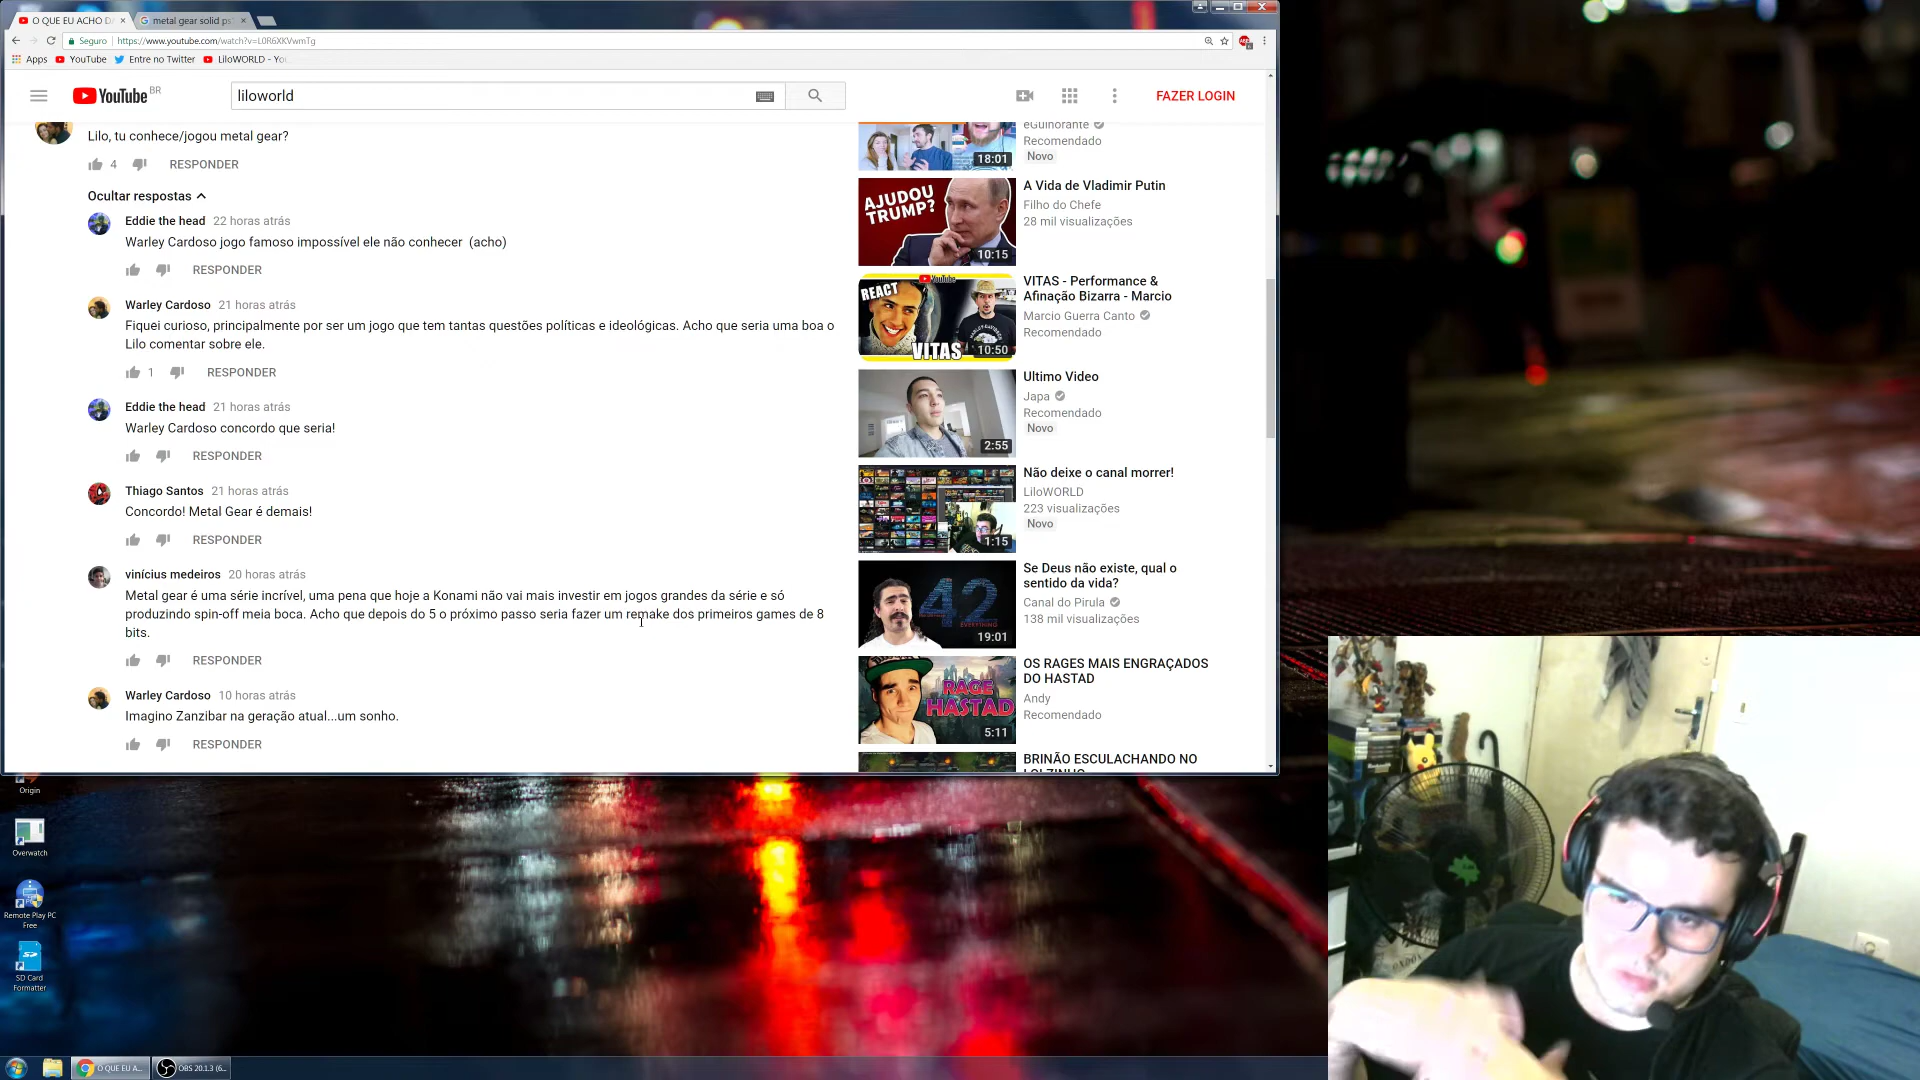 O QUE EU ACHO D
metal gear solid ps
Seguro
https://www.youtube.com/watch?v=L0R6XKVwmTg
Apps
YouTube
Entre no Twitter
LiloWORLD - Yo
YouTube BR
liloworld
FAZER LOGIN
Lilo, tu conhece/jogou metal gear?
4
RESPONDER
Ocultar respostas
Eddie the head 22 horas atrás
Warley Cardoso jogo famoso impossível ele não conhecer (acho)
RESPONDER
Warley Cardoso 21 horas atrás
Fiquei curioso, principalmente por ser um jogo que tem tantas questões políticas e ideológicas. Acho que seria uma boa o
Lilo comentar sobre ele.
1
RESPONDER
Eddie the head 21 horas atrás
Warley Cardoso concordo que seria!
RESPONDER
Thiago Santos 21 horas atrás
Concordo! Metal Gear é demais!
RESPONDER
vinícius medeiros 20 horas atrás
Metal gear é uma série incrível, uma pena que hoje a Konami não vai mais investir em jogos grandes da série e só
produzindo spin-off meia boca. Acho que depois do 5 o próximo passo seria fazer um remake dos primeiros games de 8
bits.
RESPONDER
Warley Cardoso 10 horas atrás
Imagino Zanzibar na geração atual...um sonho.
RESPONDER
18:01
eGuinorante
Recomendado
Novo
AJUDOU
TRUMP?
10:15
A Vida de Vladimir Putin
Filho do Chefe
28 mil visualizações
YouTube
REACT
VITAS
10:50
VITAS - Performance &
Afinação Bizarra - Marcio
Marcio Guerra Canto
Recomendado
2:55
Ultimo Video
Japa
Recomendado
Novo
1:15
Não deixe o canal morrer!
LiloWORLD
223 visualizações
Novo
42
19:01
Se Deus não existe, qual o
sentido da vida?
Canal do Pirula
138 mil visualizações
RAGE
HASTAD
5:11
OS RAGES MAIS ENGRAÇADOS
DO HASTAD
Andy
Recomendado
BRINÃO ESCULACHANDO NO
LOLZINHO
Origin
Overwatch
Remote Play PC
Free
SD Card
Formatter
O QUE EU A...
OBS 20.1.3 (6...